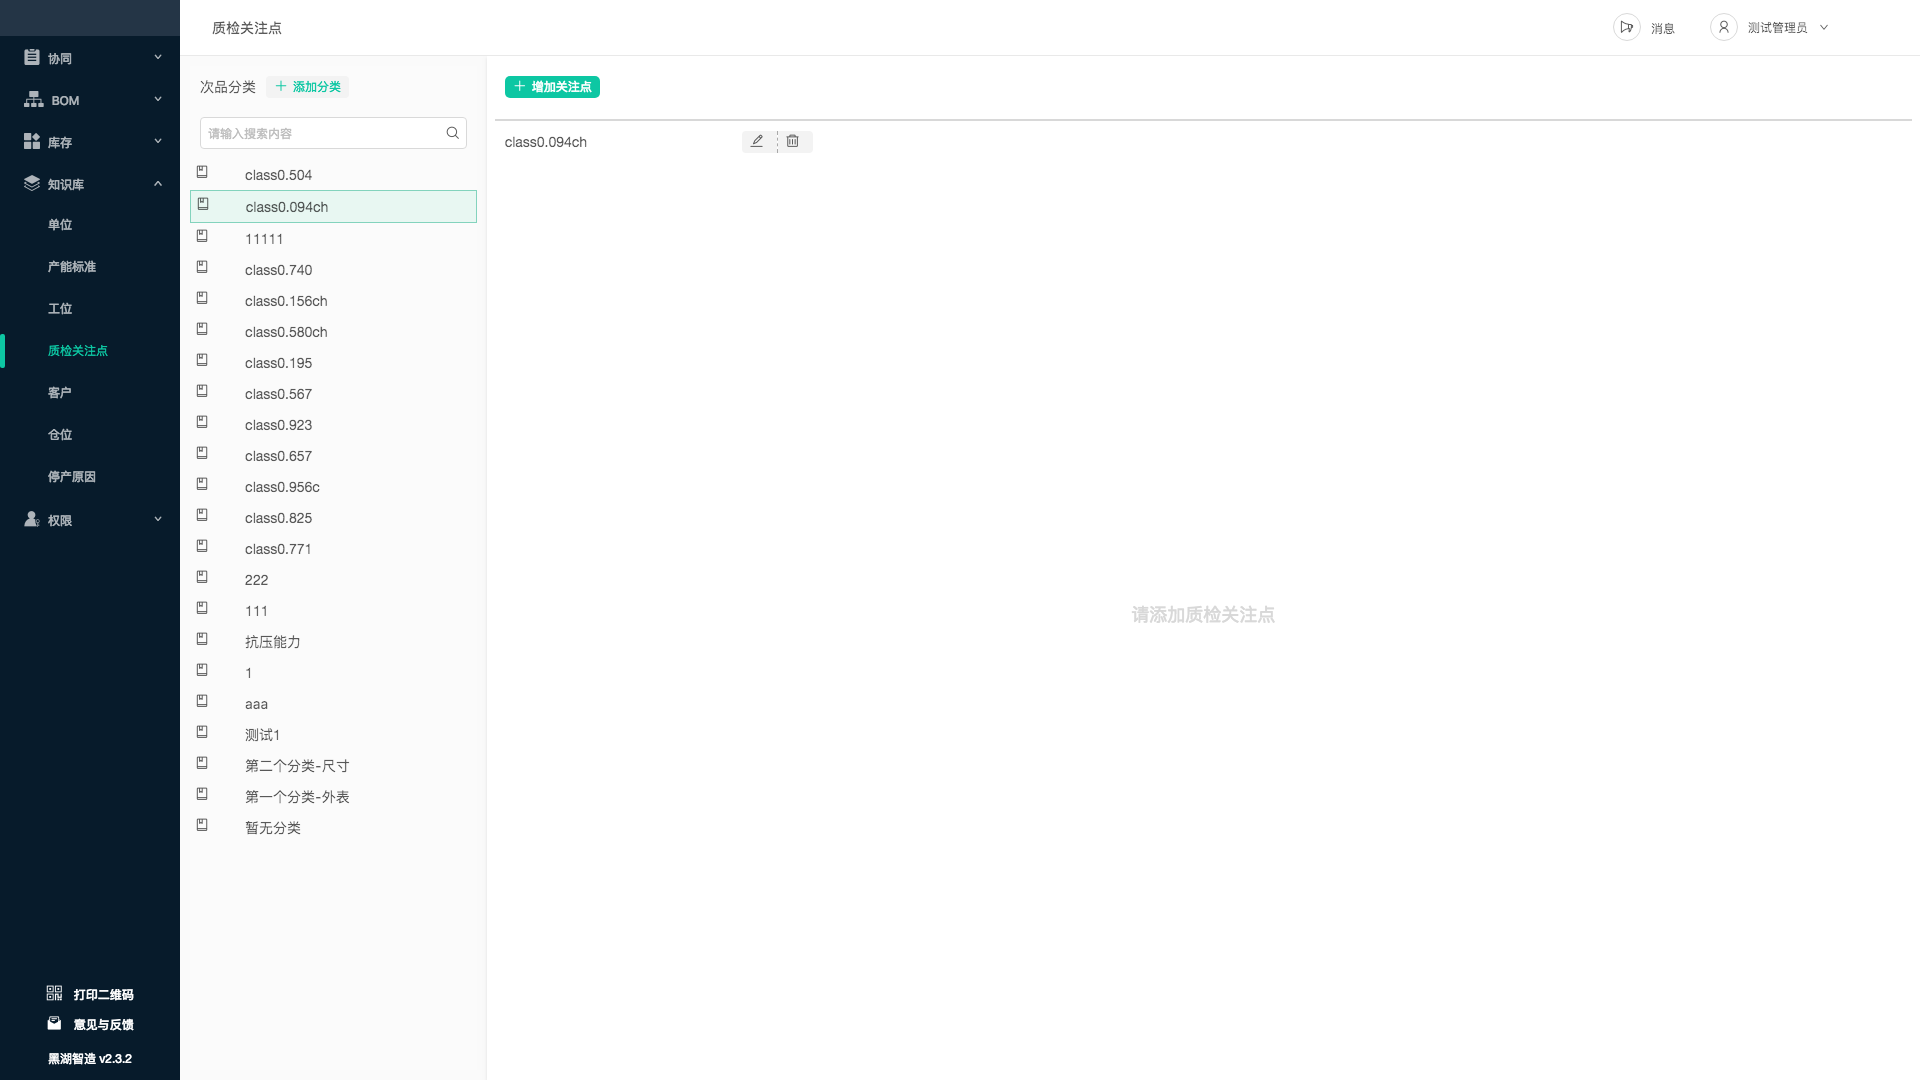 质检关注点
消息
测试管理员
协同
BOM
库存
知识库
单位
产能标准
工位
质检关注点
客户
仓位
停产原因
权限
打印二维码
意见与反馈
黑湖智造 v2.3.2
次品分类
添加分类
请输入搜索内容
class0.504
class0.094ch
11111
class0.740
class0.156ch
class0.580ch
class0.195
class0.567
class0.923
class0.657
class0.956c
class0.825
class0.771
222
111
抗压能力
1
aaa
测试1
第二个分类-尺寸
第一个分类-外表
暂无分类
增加关注点
class0.094ch
请添加质检关注点